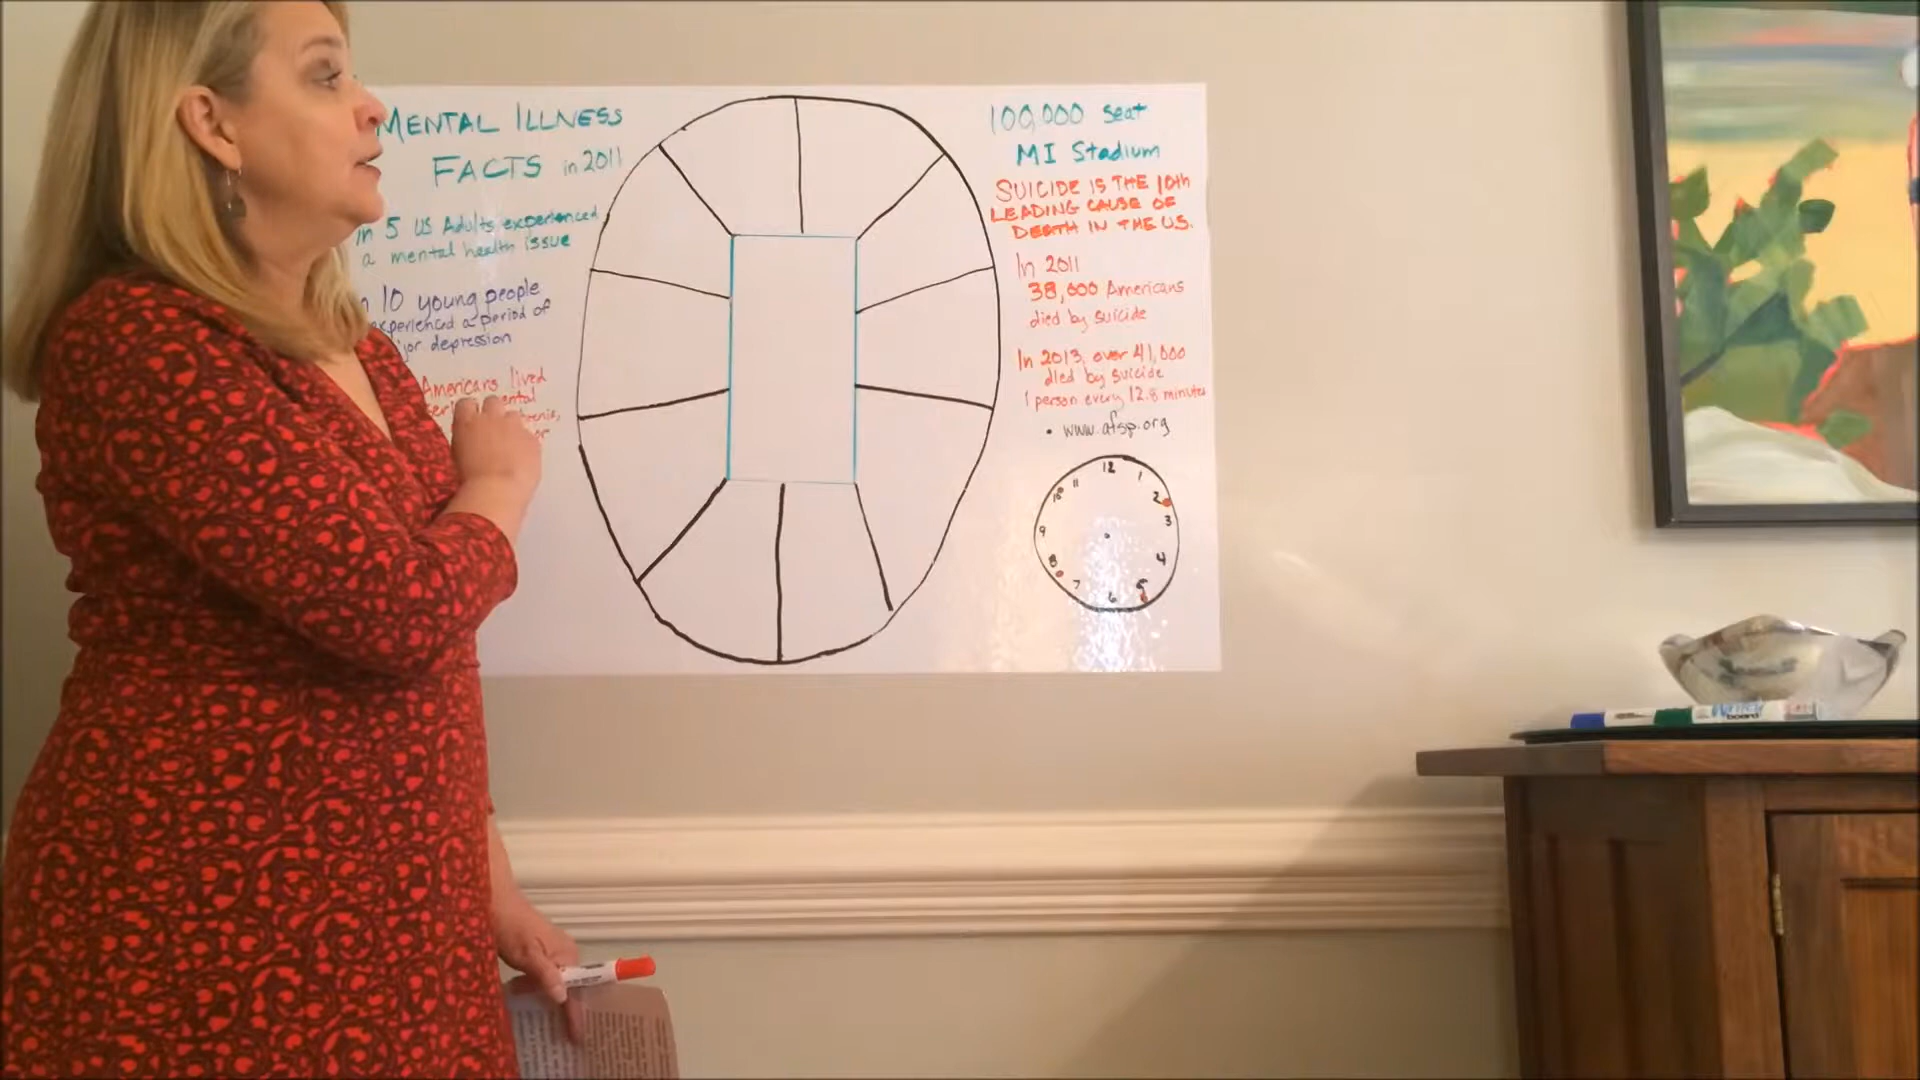 MENTAL ILLNESS
FACTS in 2011
in 5 US Adults experienced
a mental health issue
10 young people
experienced a period of
jor depression
Americans lived
100,000 seat
MI Stadium
SUICIDE IS THE 10th
LEADING CAUSE OF
DEATH IN THE US.
In 2011
38,000 Americans
died by suicide
In 2013, over 41,000
died by suicide
1 person every 12.8 minutes
• www.afsp.org
12
11 1
10 2
9 3
8 4
7 5
6